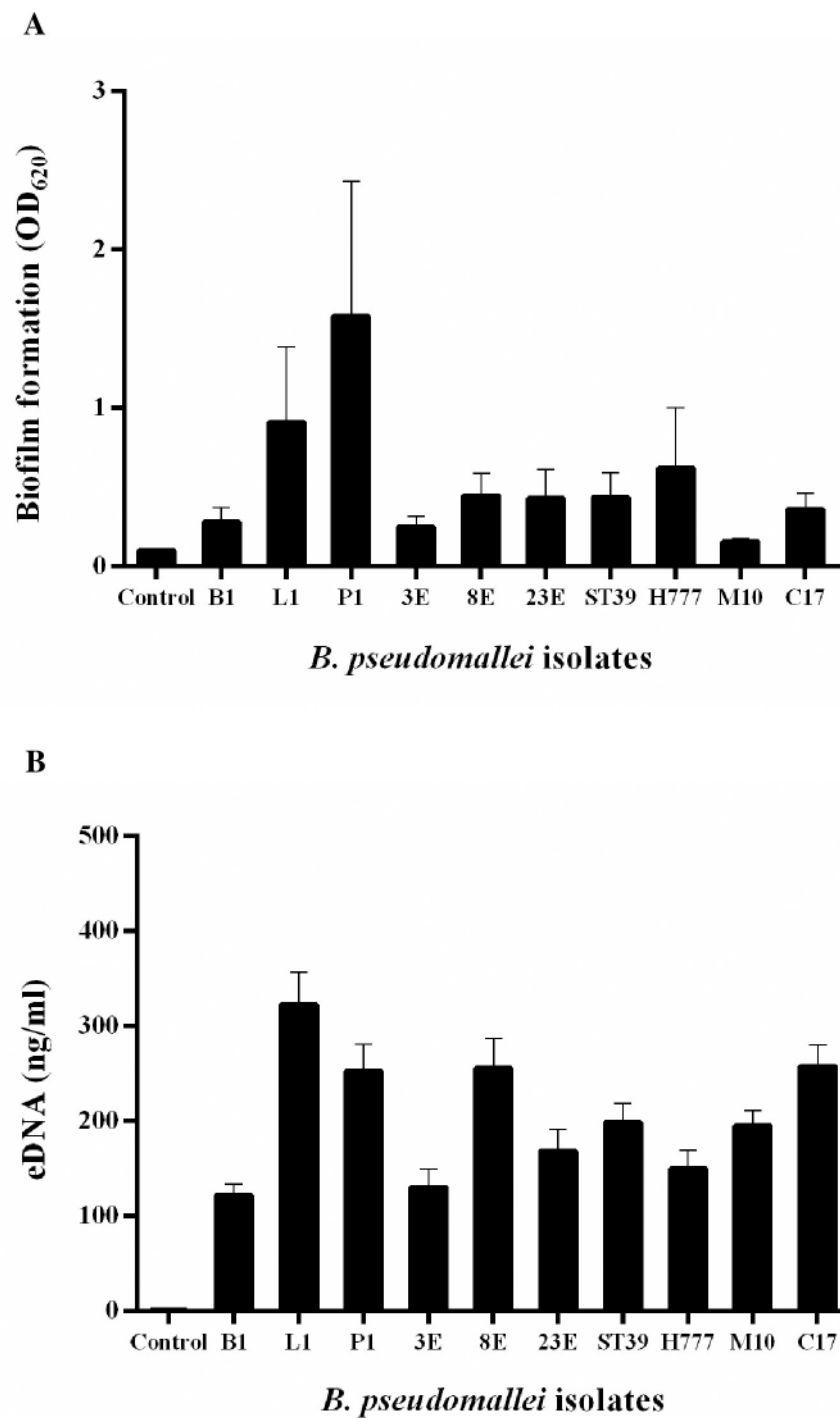 A
Biofilm formation (OD620)
3
2
1
0
Control B1 L1 P1 3E 8E 23E ST39 H777 M10 C17
B. pseudomallei isolates
B
eDNA (ng/ml)
500
400
300
200
100
0
Control B1 L1 P1 3E 8E 23E ST39 H777 M10 C17
B. pseudomallei isolates